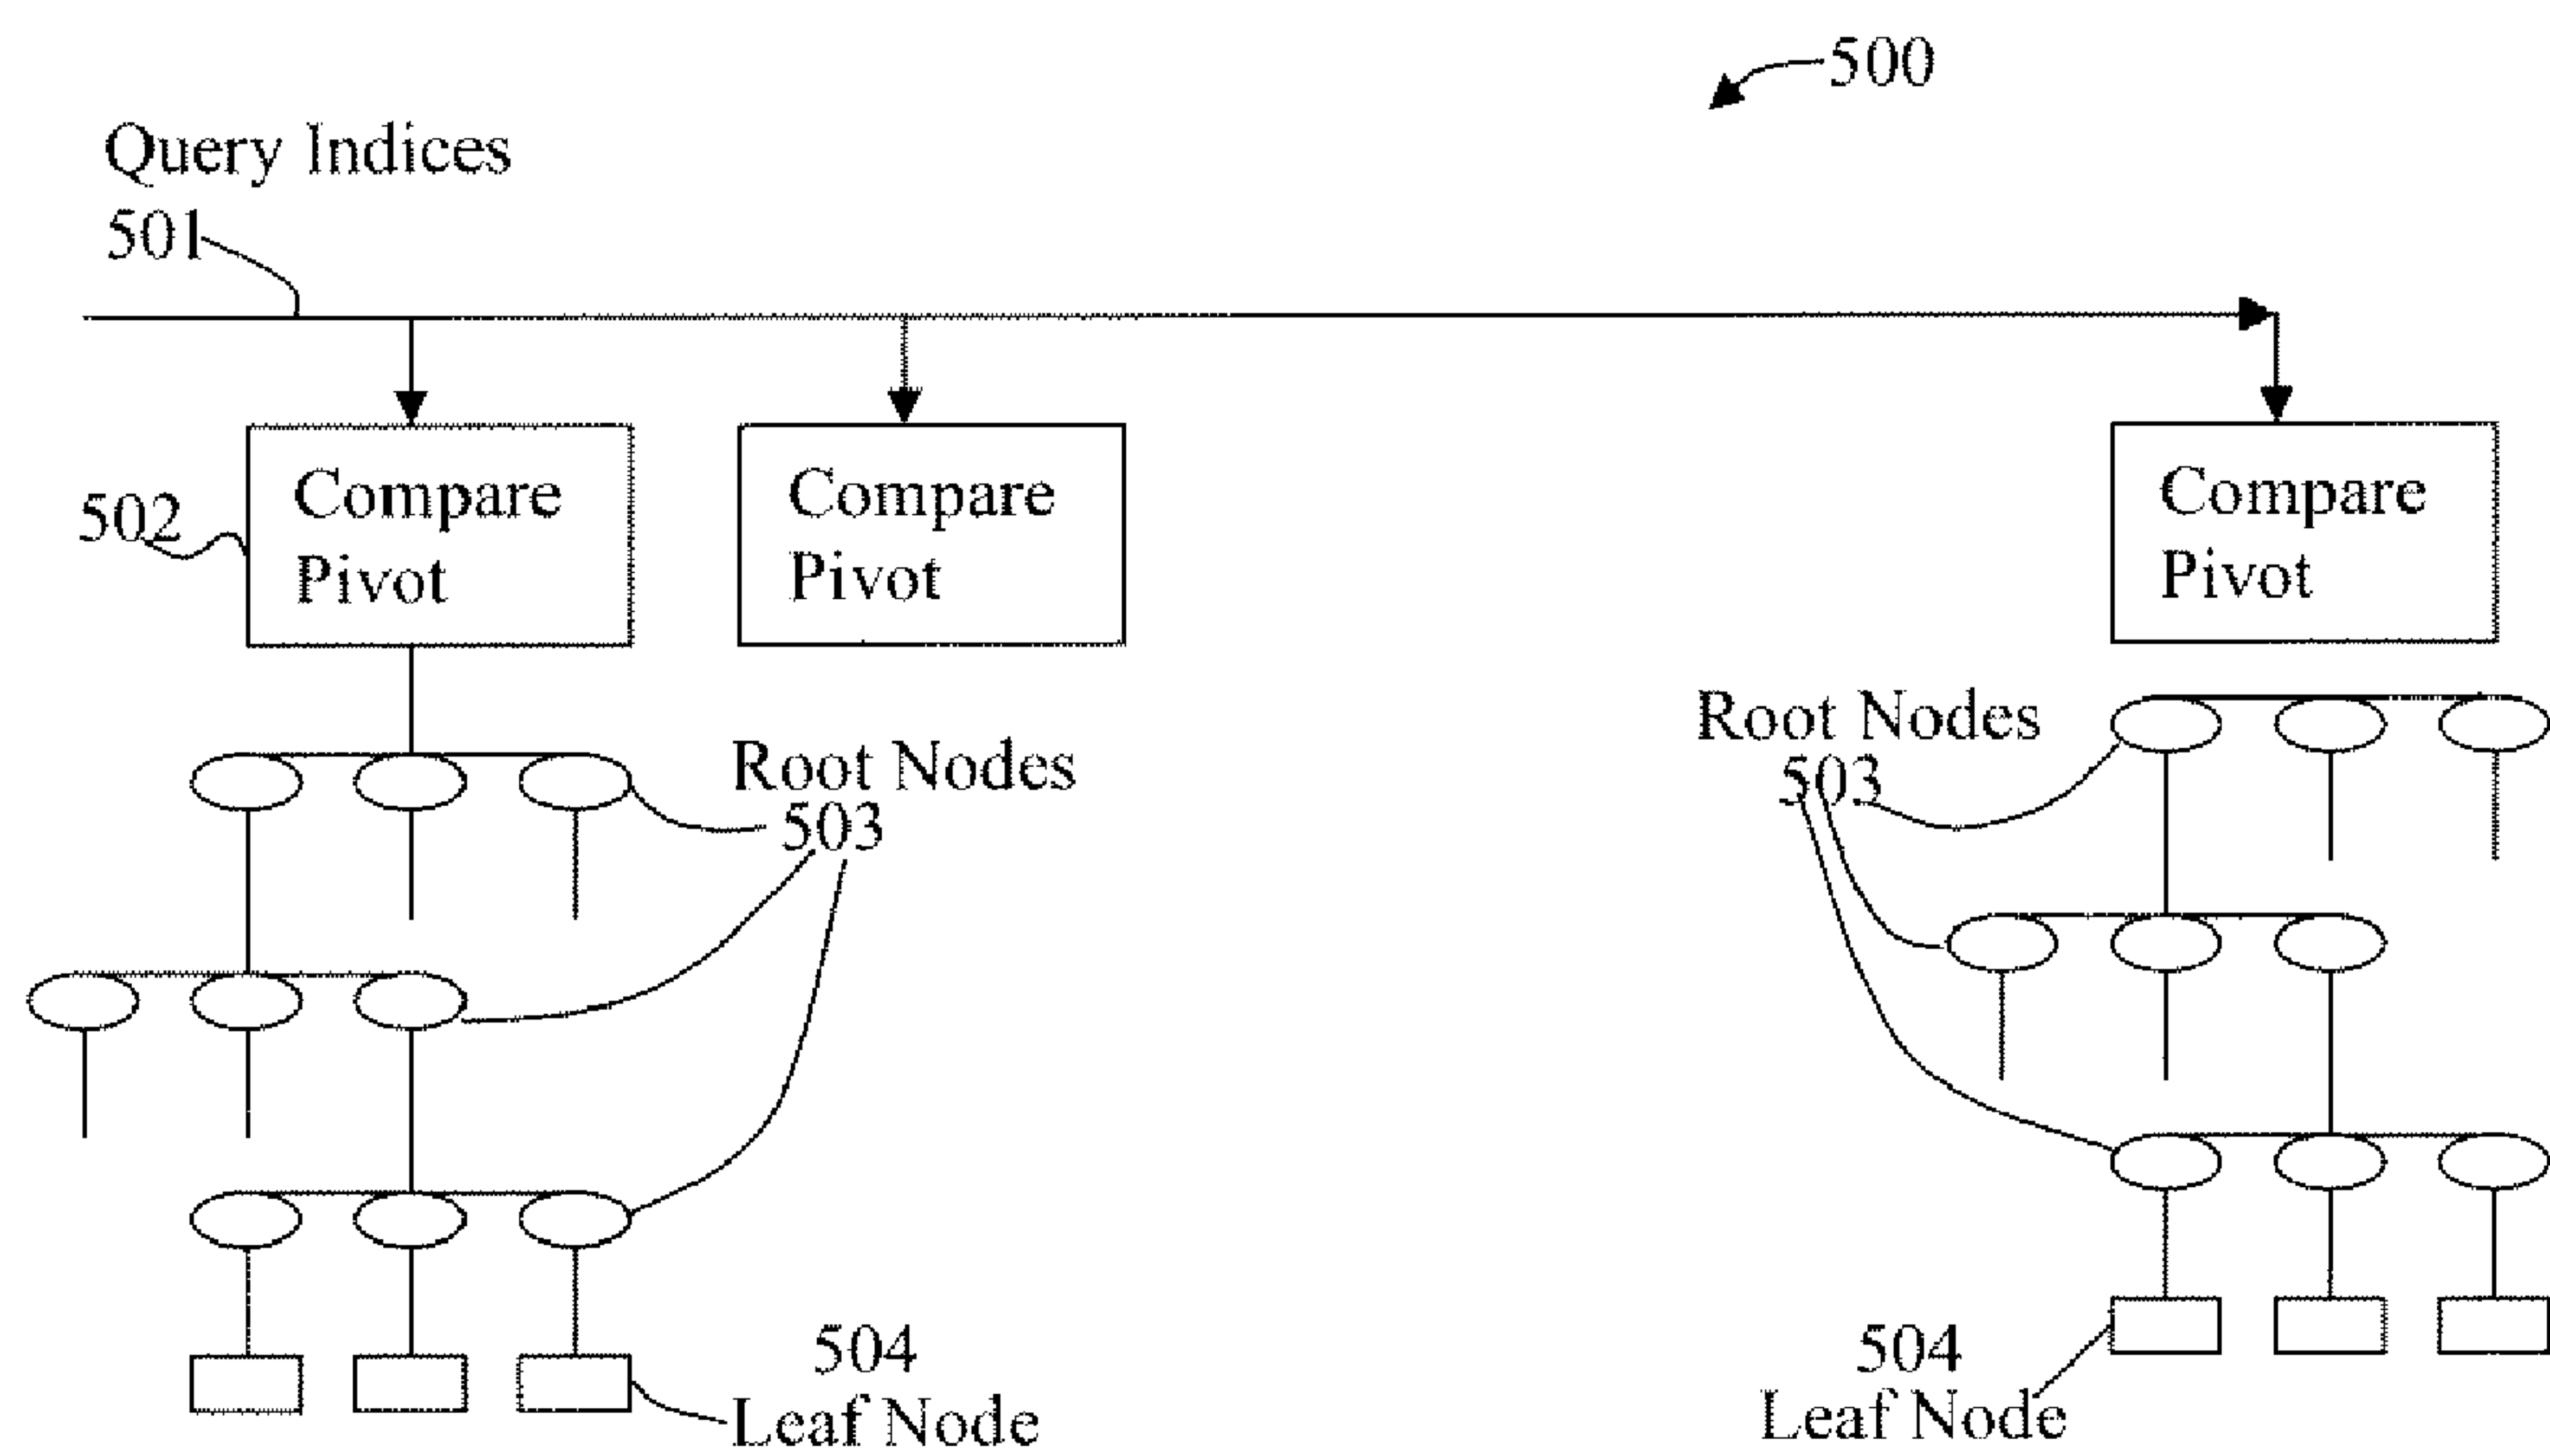 500
Query Indices
501
502
Compare
Pivot
Compare
Pivot
Compare
Pivot
Root Nodes
503
Root Nodes
503
504
Leaf Node
504
Leaf Node